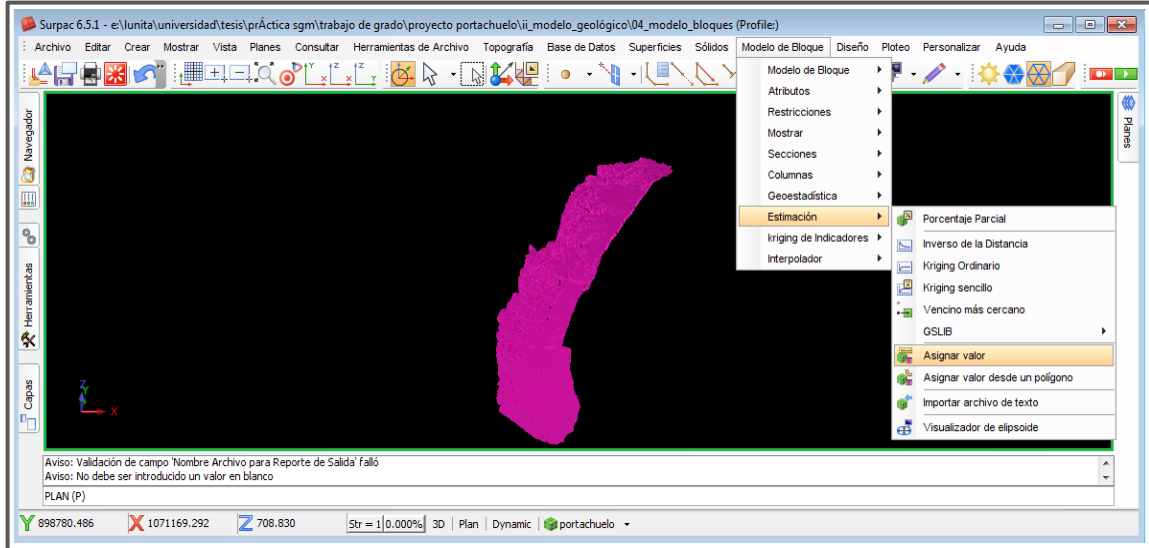 Surpac 6.5.1 - e:\lunita\universidad\tesis\prÁctica sgm\trabajo de grado\proyecto portachuelo\ii_modelo_geológico\04_modelo_bloques (Profile:)
Archivo Editar Crear Mostrar Vista Planes Consultar Herramientas de Archivo Topografía Base de Datos Superficies Sólidos Modelo de Bloque Diseño Ploteo Personalizar Ayuda
Modelo de Bloque
Atributos
Restricciones
Mostrar
Secciones
Columnas
Geoestadística
Estimación
kriging de Indicadores
Interpolador
Porcentaje Parcial
Inverso de la Distancia
Kriging Ordinario
Kriging sencillo
Vencino más cercano
GSLIB
Asignar valor
Asignar valor desde un polígono
Importar archivo de texto
Visualizador de elipsoide
Navegador
Herramientas
Capas
Planes
Z
Y
X
Aviso: Validación de campo 'Nombre Archivo para Reporte de Salida' falló
Aviso: No debe ser introducido un valor en blanco
PLAN (P)
Y 898780.486 X 1071169.292 Z 708.830 Str = 1 0.000% 3D Plan Dynamic portachuelo